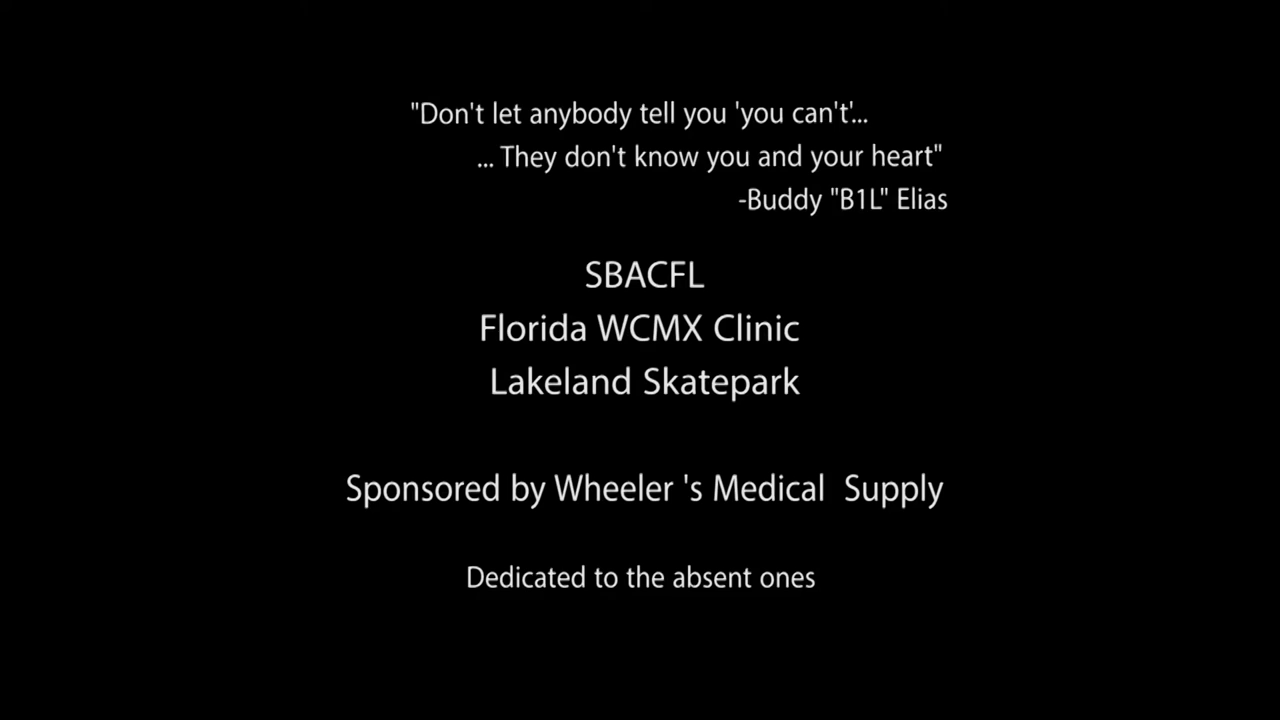 "Don't let anybody tell you 'you can't'...
... They don't know you and your heart"
-Buddy "B1L" Elias
SBACFL
Florida WCMX Clinic
Lakeland Skatepark
Sponsored by Wheeler 's Medical  Supply
Dedicated to the absent ones